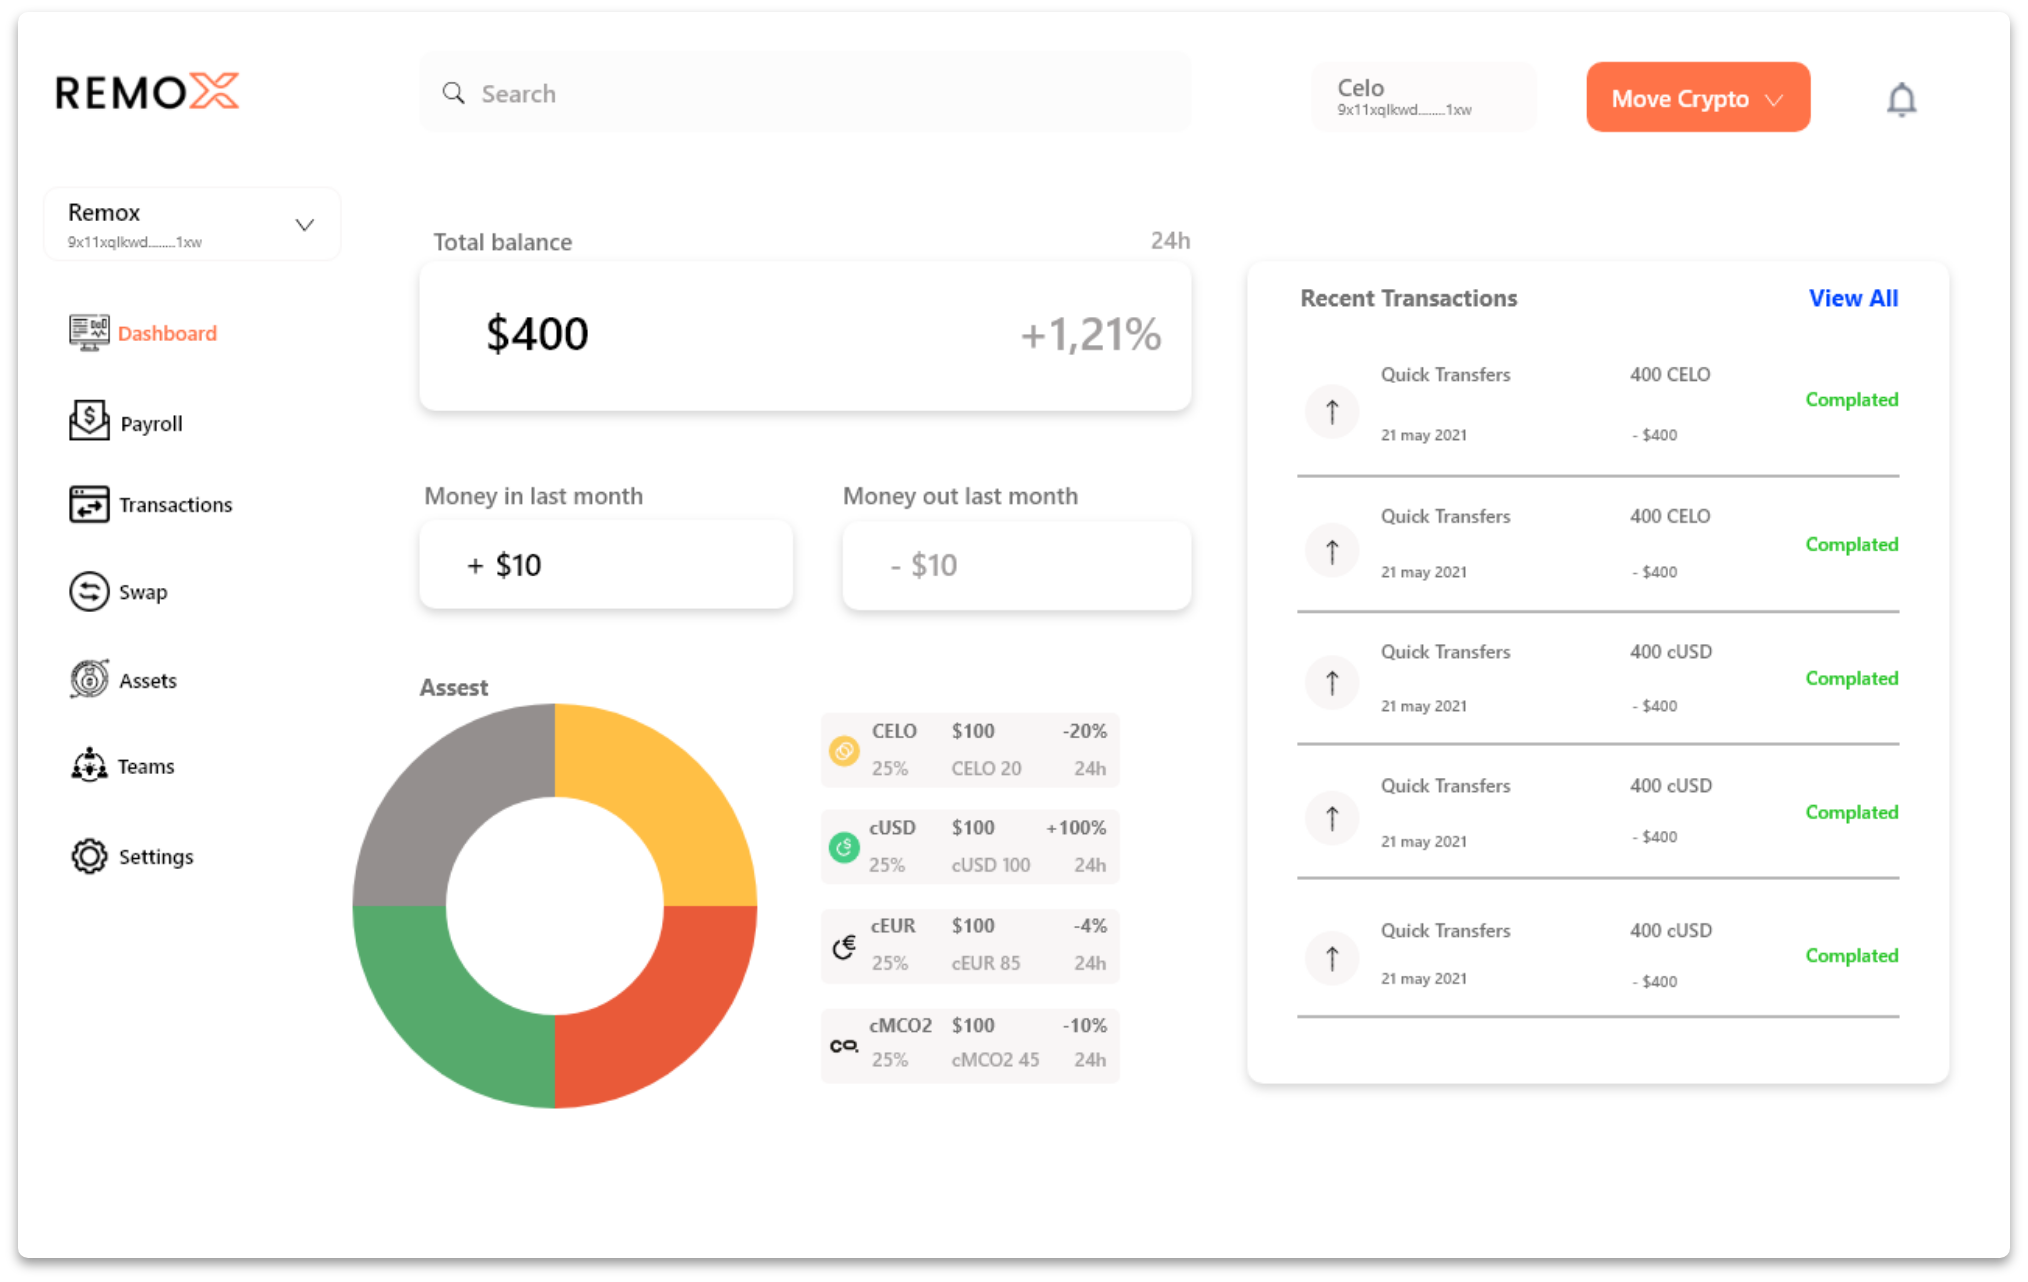 REMOX
Search
Celo
9x11xqlkwd........1xw
Move Crypto
Remox
9x11xqlkwd........1xw
Dashboard
Payroll
Transactions
Swap
Assets
Teams
Settings
Total balance
24h
$400
+1,21%
Money in last month
Money out last month
+ $10
- $10
Assest
CELO $100 -20%
25% CELO 20 24h
cUSD $100 +100%
25% cUSD 100 24h
cEUR $100 -4%
25% cEUR 85 24h
co.
cMCO2 $100 -10%
25% cMCO2 45 24h
Recent Transactions
View All
Quick Transfers 400 CELO
Complated
21 may 2021 - $400
Quick Transfers 400 CELO
Complated
21 may 2021 - $400
Quick Transfers 400 cUSD
Complated
21 may 2021 - $400
Quick Transfers 400 cUSD
Complated
21 may 2021 - $400
Quick Transfers 400 cUSD
Complated
21 may 2021 - $400